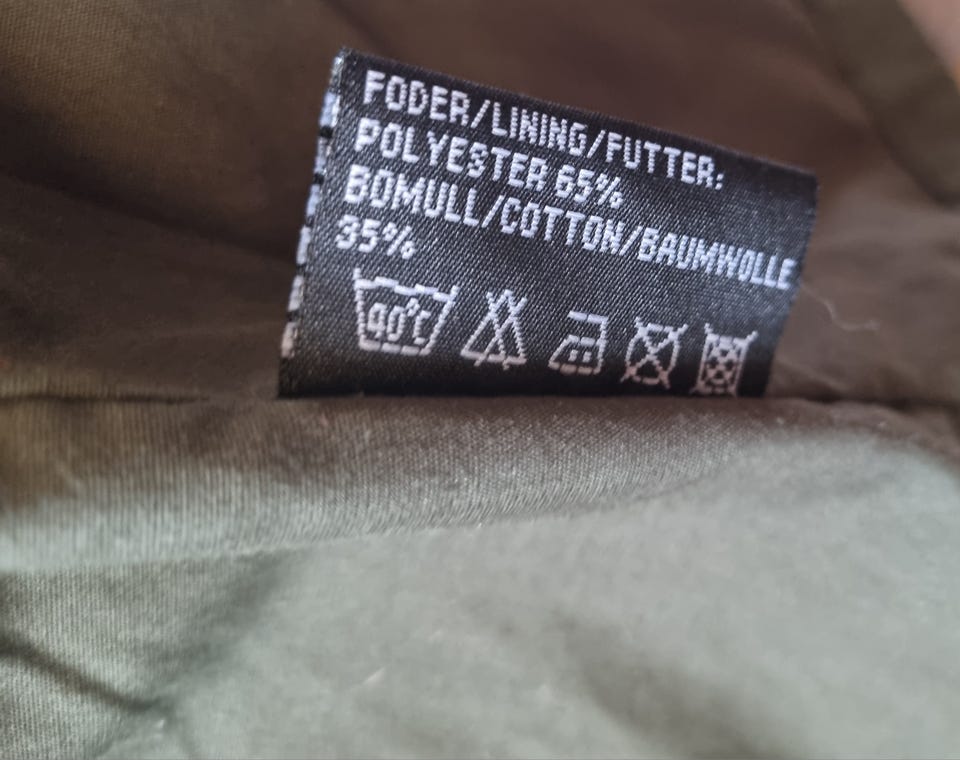 FODER/LINING/FUTTER:
POLYESTER 65%
BOMULL/COTTON/BAUMWOLLE
35%
40°C